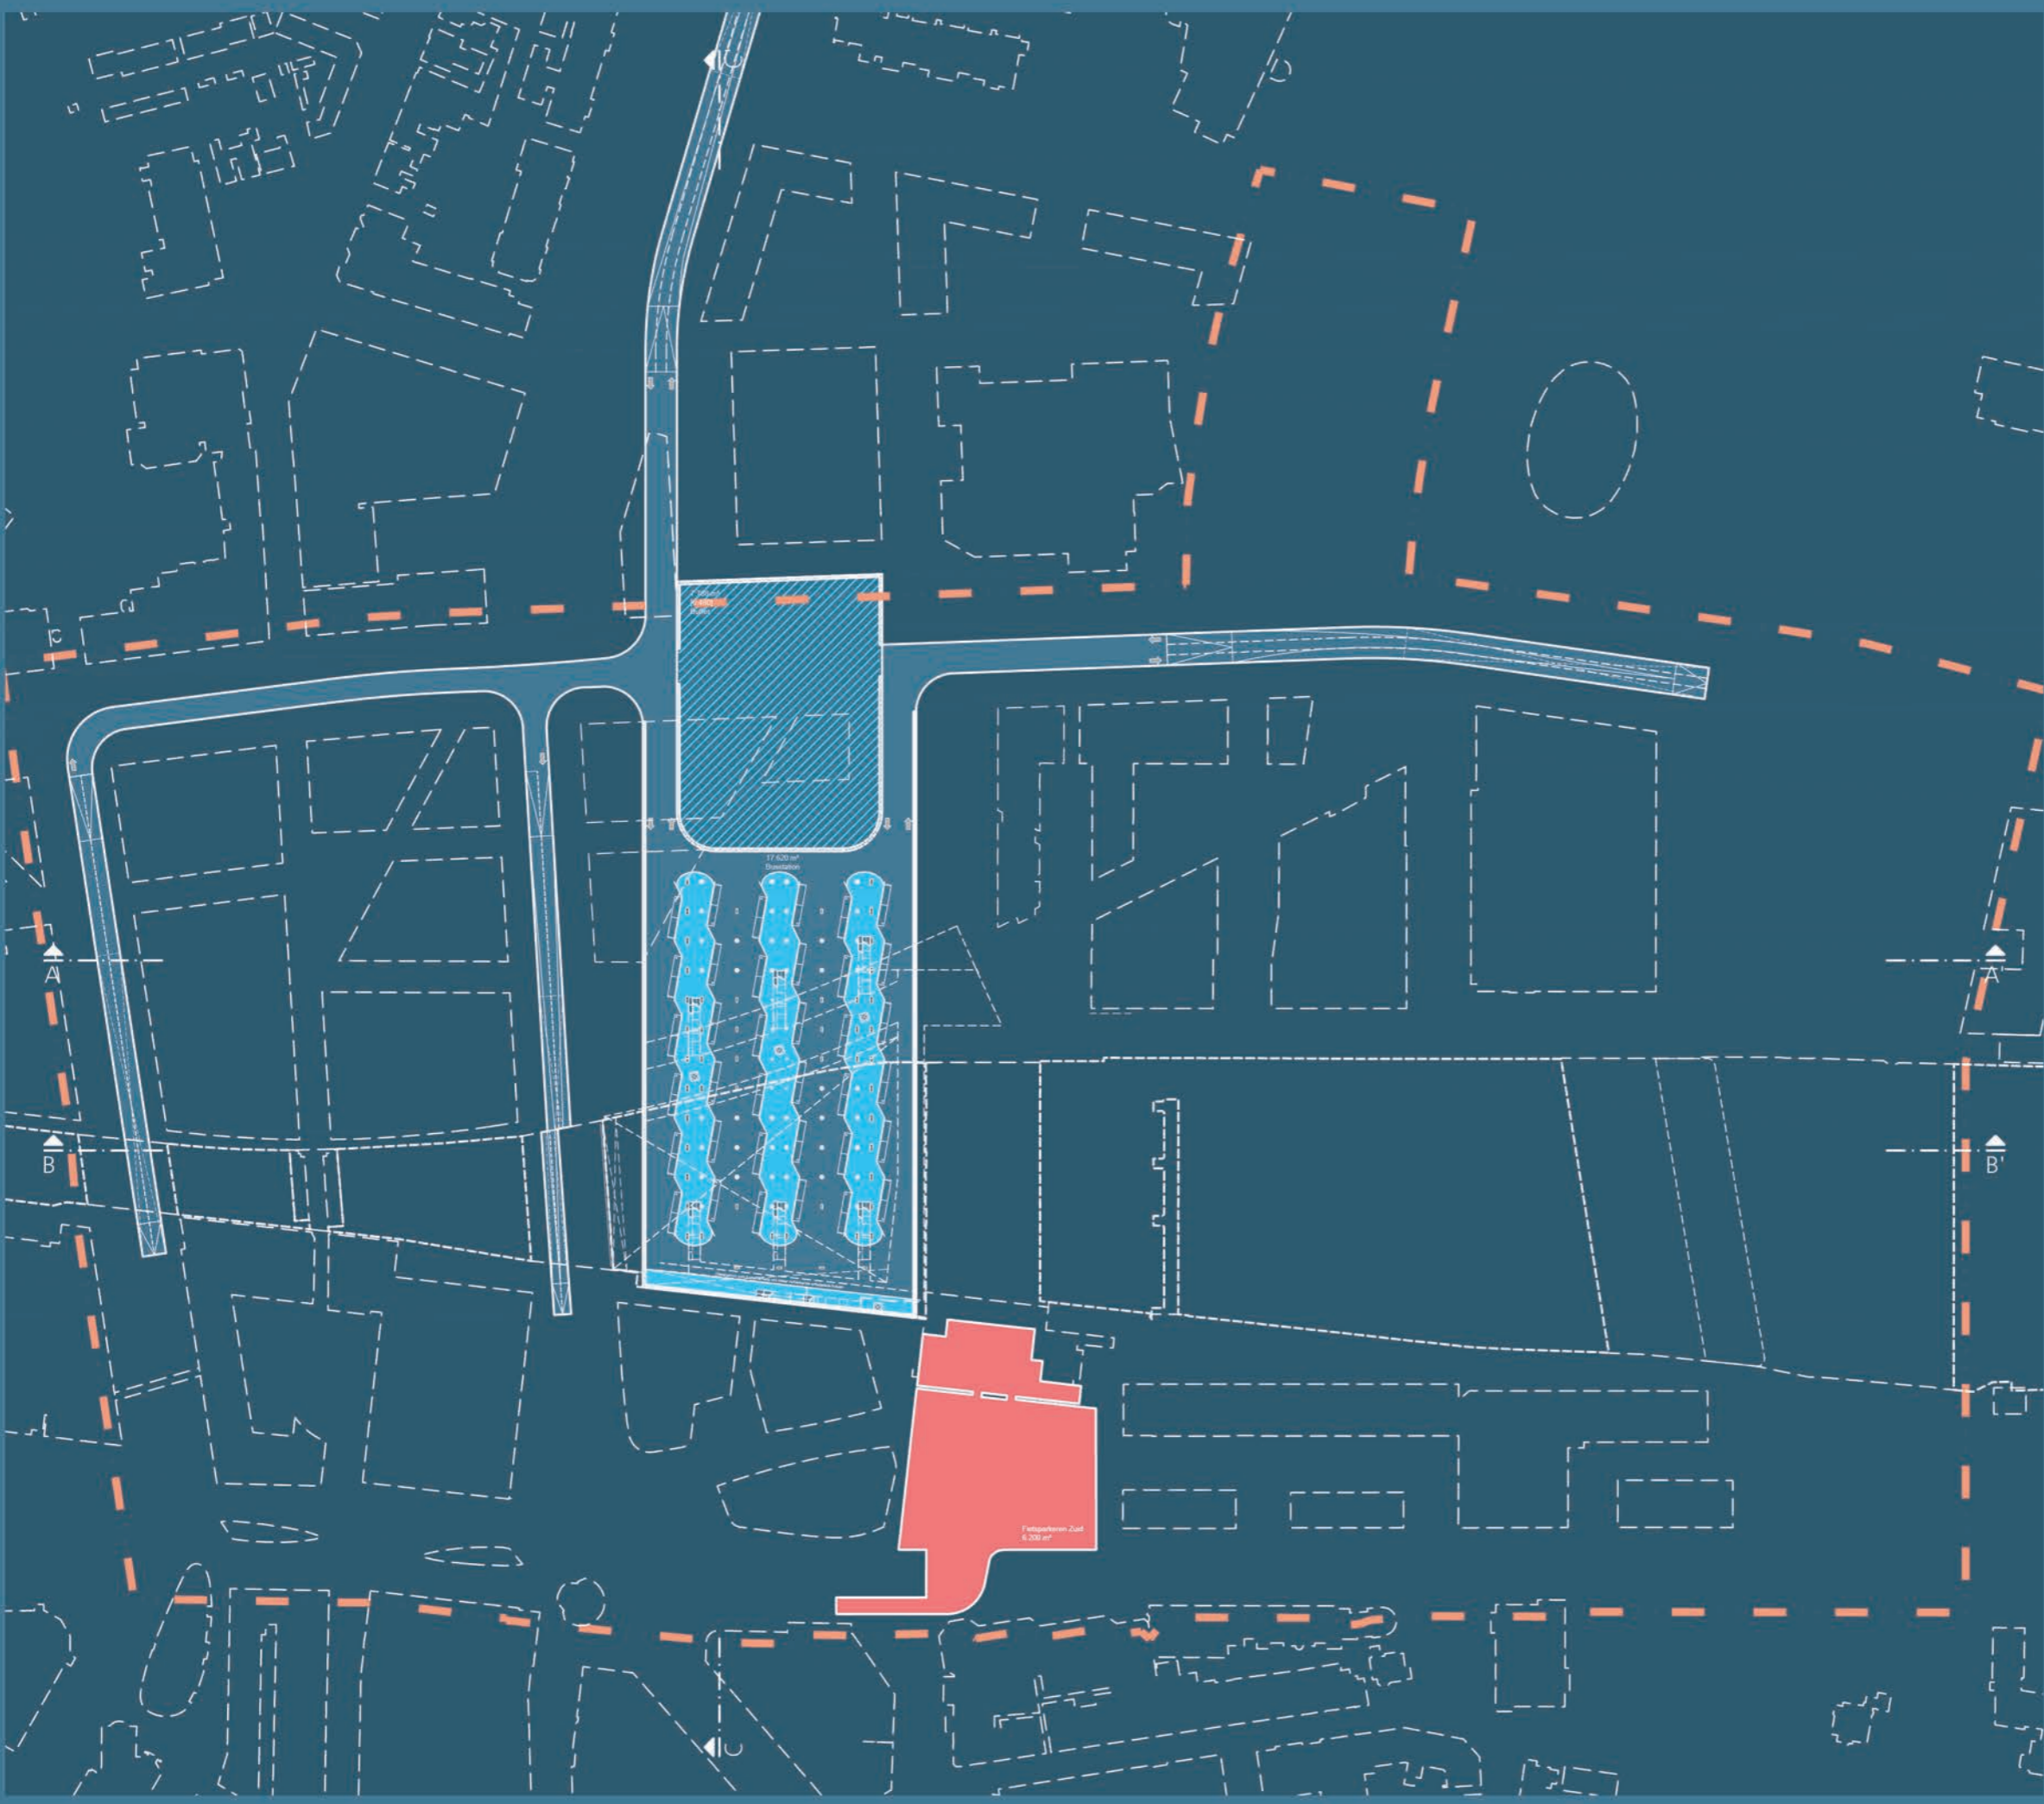 C
17.620 m²
Busstation
A
A'
B
B'
Fietsparkeren Zuid
6.200 m²
C